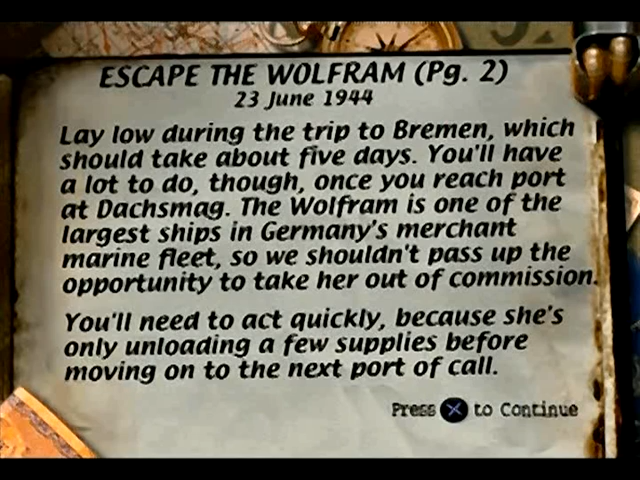 ESCAPE THE WOLFRAM (Pg. 2)
23 June 1944
Lay low during the trip to Bremen, which
should take about five days. You'll have
a lot to do, though, once you reach port
at Dachsmag. The Wolfram is one of the
largest ships in Germany's merchant
marine fleet, so we shouldn't pass up the
opportunity to take her out of commission.
You'll need to act quickly, because she's
only unloading a few supplies before
moving on to the next port of call.
Press X to Continue